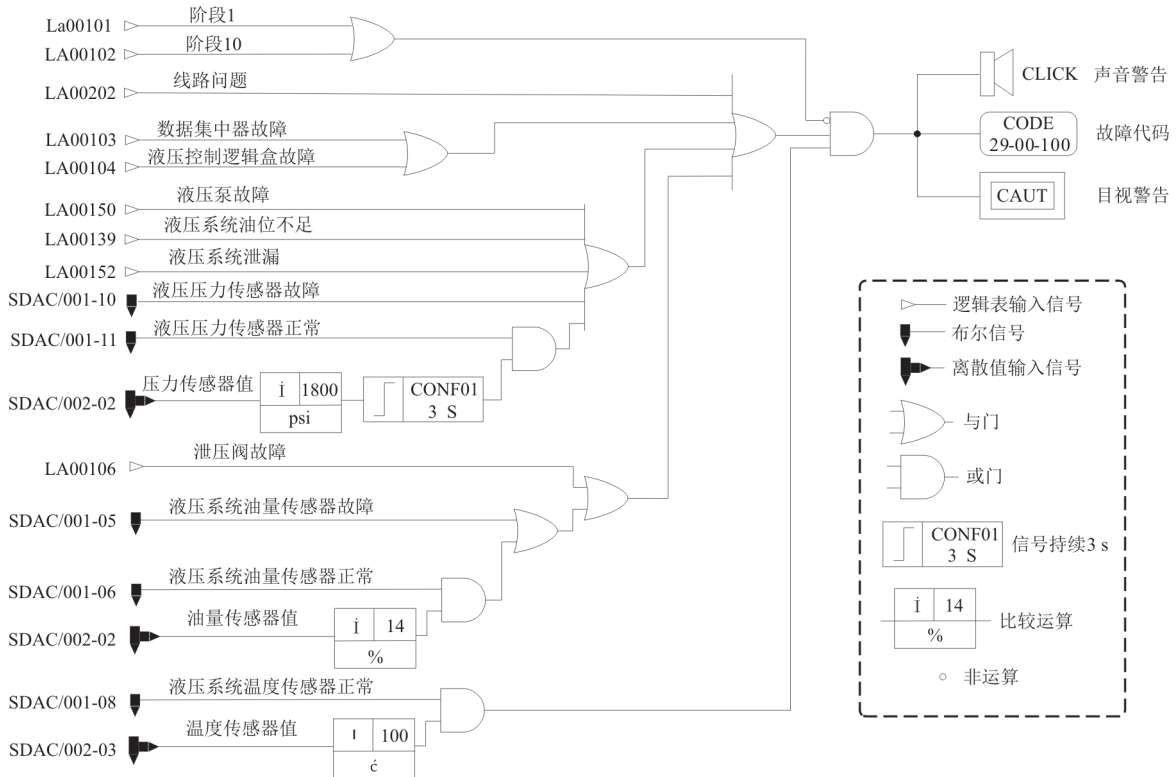 La00101
阶段1
LA00102
阶段10
LA00202
线路问题
LA00103
数据集中器故障
LA00104
液压控制逻辑盒故障
LA00150
液压泵故障
LA00139
液压系统油位不足
LA00152
液压系统泄漏
SDAC/001-10
液压压力传感器故障
SDAC/001-11
液压压力传感器正常
SDAC/002-02
压力传感器值
İ 1800
psi
CONF01
3 S
LA00106
泄压阀故障
SDAC/001-05
液压系统油量传感器故障
SDAC/001-06
液压系统油量传感器正常
SDAC/002-02
油量传感器值
İ 14
%
SDAC/001-08
液压系统温度传感器正常
SDAC/002-03
温度传感器值
ı 100
ć
CLICK 声音警告
CODE
29-00-100
故障代码
CAUT
目视警告
逻辑表输入信号
布尔信号
离散值输入信号
与门
或门
CONF01
3 S
信号持续3 s
İ 14
%
比较运算
非运算